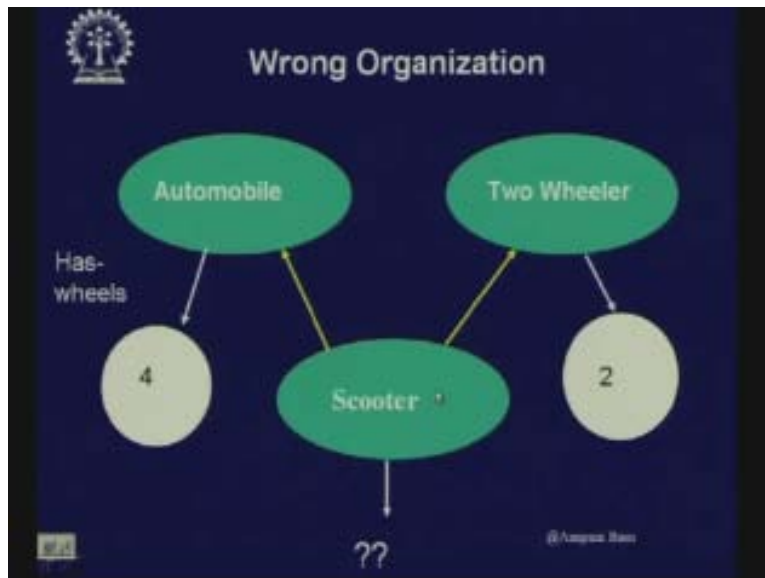 Wrong Organization
Automobile
Two Wheeler
Has-
wheels
4
2
Scooter
??